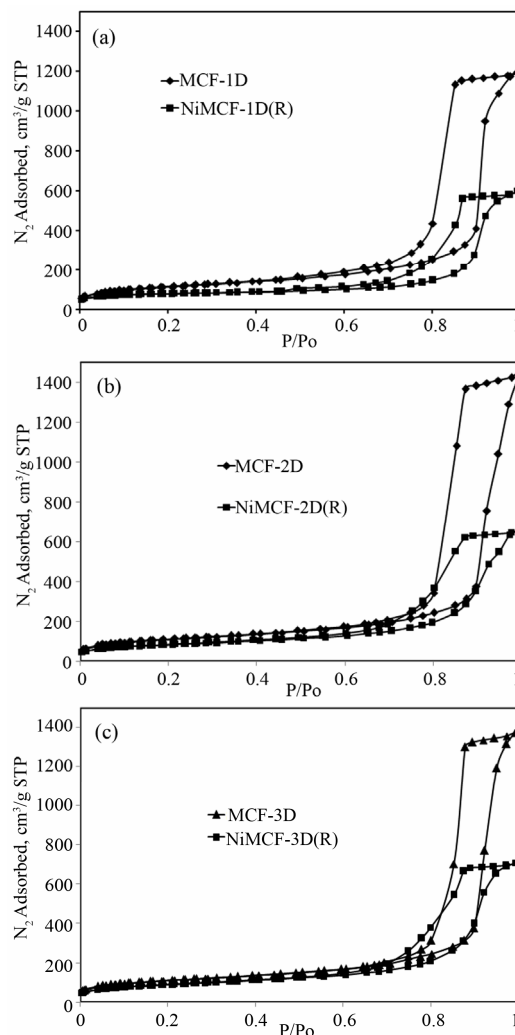 1400
(a)
1200
MCF-1D
1000
NiMCF-1D(R)
800
600
400
200
0
N₂ Adsorbed, cm³/g STP
0 0.2 0.4 0.6 0.8 1
P/Po
1400
(b)
1200
MCF-2D
1000
NiMCF-2D(R)
800
600
400
200
0
N₂ Adsorbed, cm³/g STP
0 0.2 0.4 0.6 0.8 1
P/Po
1400
(c)
1200
MCF-3D
1000
NiMCF-3D(R)
800
600
400
200
0
N₂ Adsorbed, cm³/g STP
0 0.2 0.4 0.6 0.8 1
P/Po